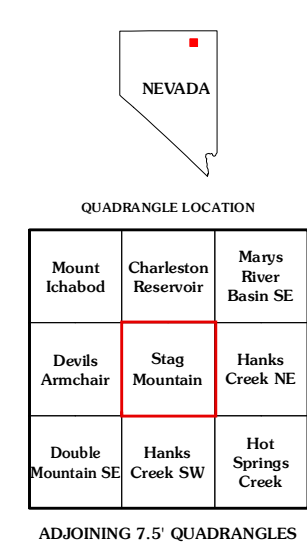 NEVADA
QUADRANGLE LOCATION
Mount
Ichabod
Charleston
Reservoir
Marys
River
Basin SE
Devils
Armchair
Stag
Mountain
Hanks
Creek NE
Double
Mountain SE
Hanks
Creek SW
Hot
Springs
Creek
ADJOINING 7.5' QUADRANGLES